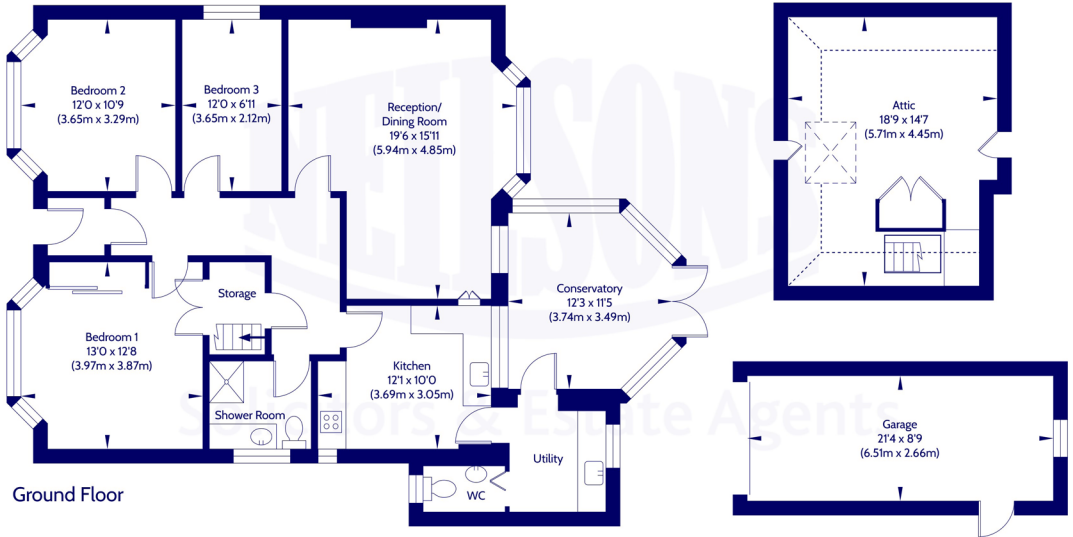 Bedroom 2
12'0 x 10'9
(3.65m x 3.29m)
Bedroom 3
12'0 x 6'11
(3.65m x 2.12m)
Reception/
Dining Room
19'6 x 15'11
(5.94m x 4.85m)
Attic
18'9 x 14'7
(5.71m x 4.45m)
NEILSONS
Solicitors & Estate Agents
Storage
Conservatory
12'3 x 11'5
(3.74m x 3.49m)
Bedroom 1
13'0 x 12'8
(3.97m x 3.87m)
Kitchen
12'1 x 10'0
(3.69m x 3.05m)
Shower Room
Utility
WC
Garage
21'4 x 8'9
(6.51m x 2.66m)
Ground Floor